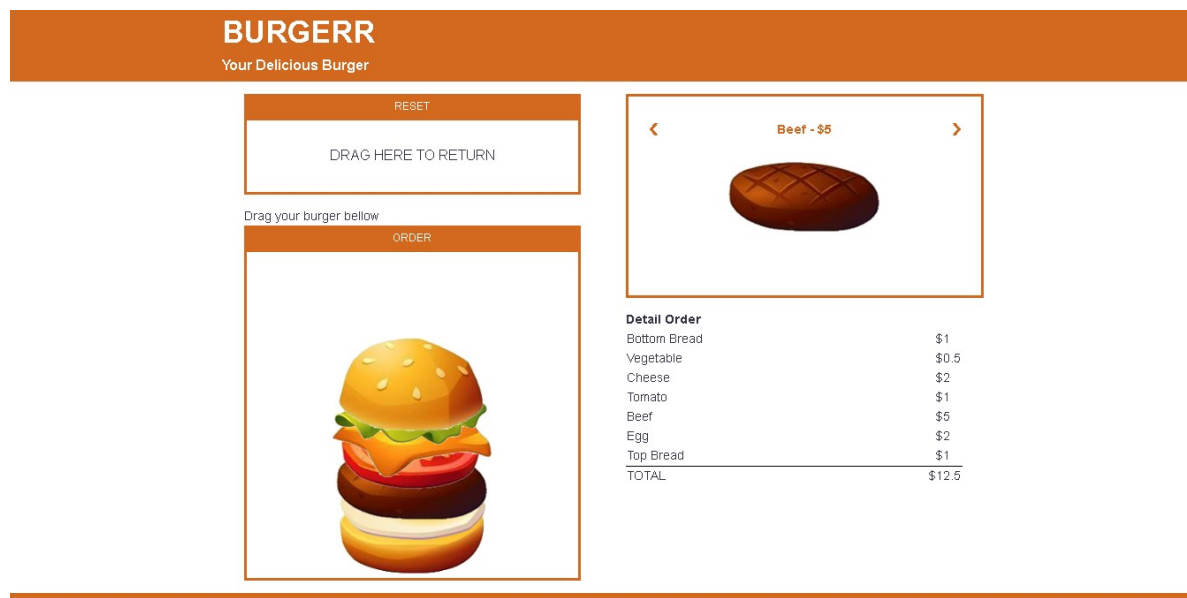 BURGERR
Your Delicious Burger
RESET
DRAG HERE TO RETURN
Drag your burger bellow
ORDER
Beef - $5
Detail Order
Bottom Bread $1
Vegetable $0.5
Cheese $2
Tomato $1
Beef $5
Egg $2
Top Bread $1
TOTAL $12.5